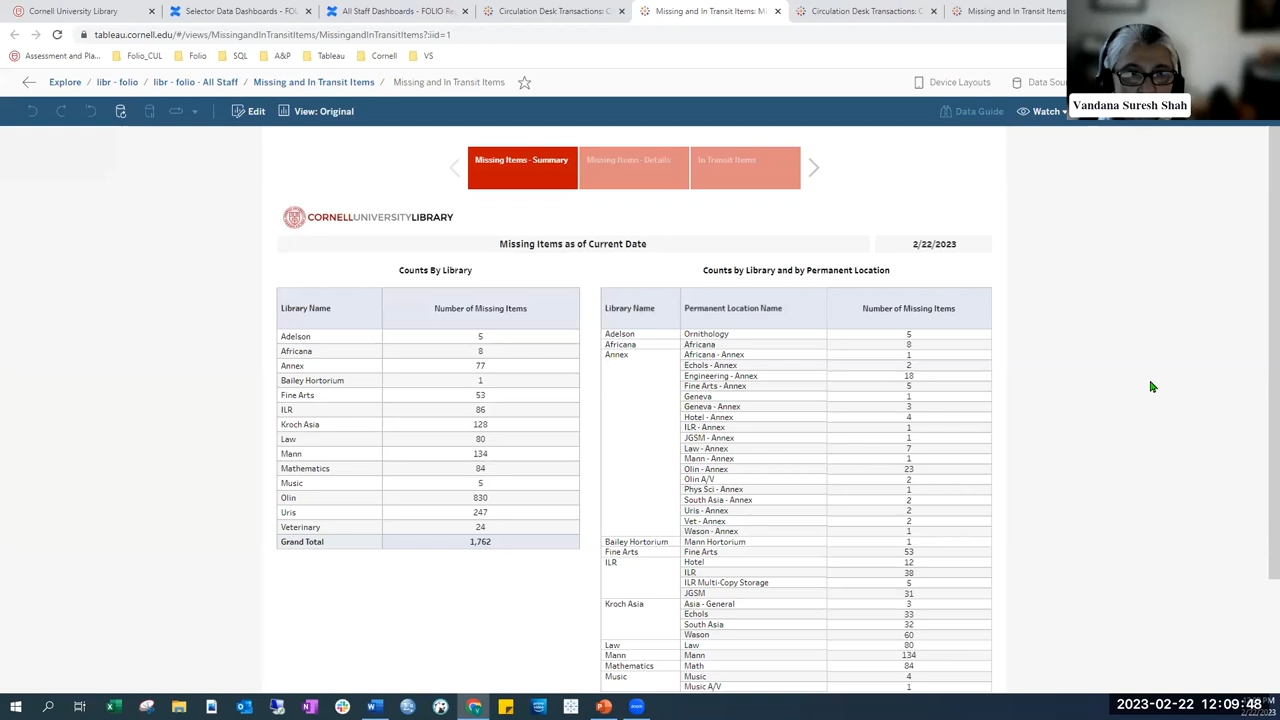 Cornell University Library
Selector Data Dashboards - FOL
All Staff Dashboards - FOLIO Re
Circulation Desk Transactions: C
Missing and In Transit Items: M
Circulation Desk Transactions: C
Missing and In Transit Items
tableau.cornell.edu/#/views/MissingandInTransitItems/MissingandInTransitItems?:iid=1
Assessment and Pla...
Folio_CUL
Folio
SQL
A&P
Tableau
Cornell
VS
Explore / libr - folio / libr - folio - All Staff / Missing and In Transit Items / Missing and In Transit Items
Device Layouts
Data Sou
Vandana Suresh Shah
Edit
View: Original
Data Guide
Watch
Missing Items - Summary
Missing Items - Details
In Transit Items
CORNELLUNIVERSITYLIBRARY
Missing Items as of Current Date
2/22/2023
Counts By Library
Library Name Number of Missing Items
Adelson 5
Africana 8
Annex 77
Bailey Hortorium 1
Fine Arts 53
ILR 86
Kroch Asia 128
Law 80
Mann 134
Mathematics 84
Music 5
Olin 830
Uris 247
Veterinary 24
Grand Total 1,762
Counts by Library and by Permanent Location
Library Name Permanent Location Name Number of Missing Items
Adelson Ornithology 5
Africana Africana 8
Annex Africana - Annex 1
Echols - Annex 2
Engineering - Annex 18
Fine Arts - Annex 5
Geneva 1
Geneva - Annex 3
Hotel - Annex 4
ILR - Annex 1
JGSM - Annex 1
Law - Annex 7
Mann - Annex 1
Olin - Annex 23
Olin A/V 2
Phys Sci - Annex 1
South Asia - Annex 2
Uris - Annex 2
Vet - Annex 2
Wason - Annex 1
Bailey Hortorium Mann Hortorium 1
Fine Arts Fine Arts 53
ILR Hotel 12
ILR 38
ILR Multi-Copy Storage 5
JGSM 31
Kroch Asia Asia - General 3
Echols 33
South Asia 32
Wason 60
Law Law 80
Mann Mann 134
Mathematics Math 84
Music Music 4
Music A/V 1
2023-02-22 12:09:48